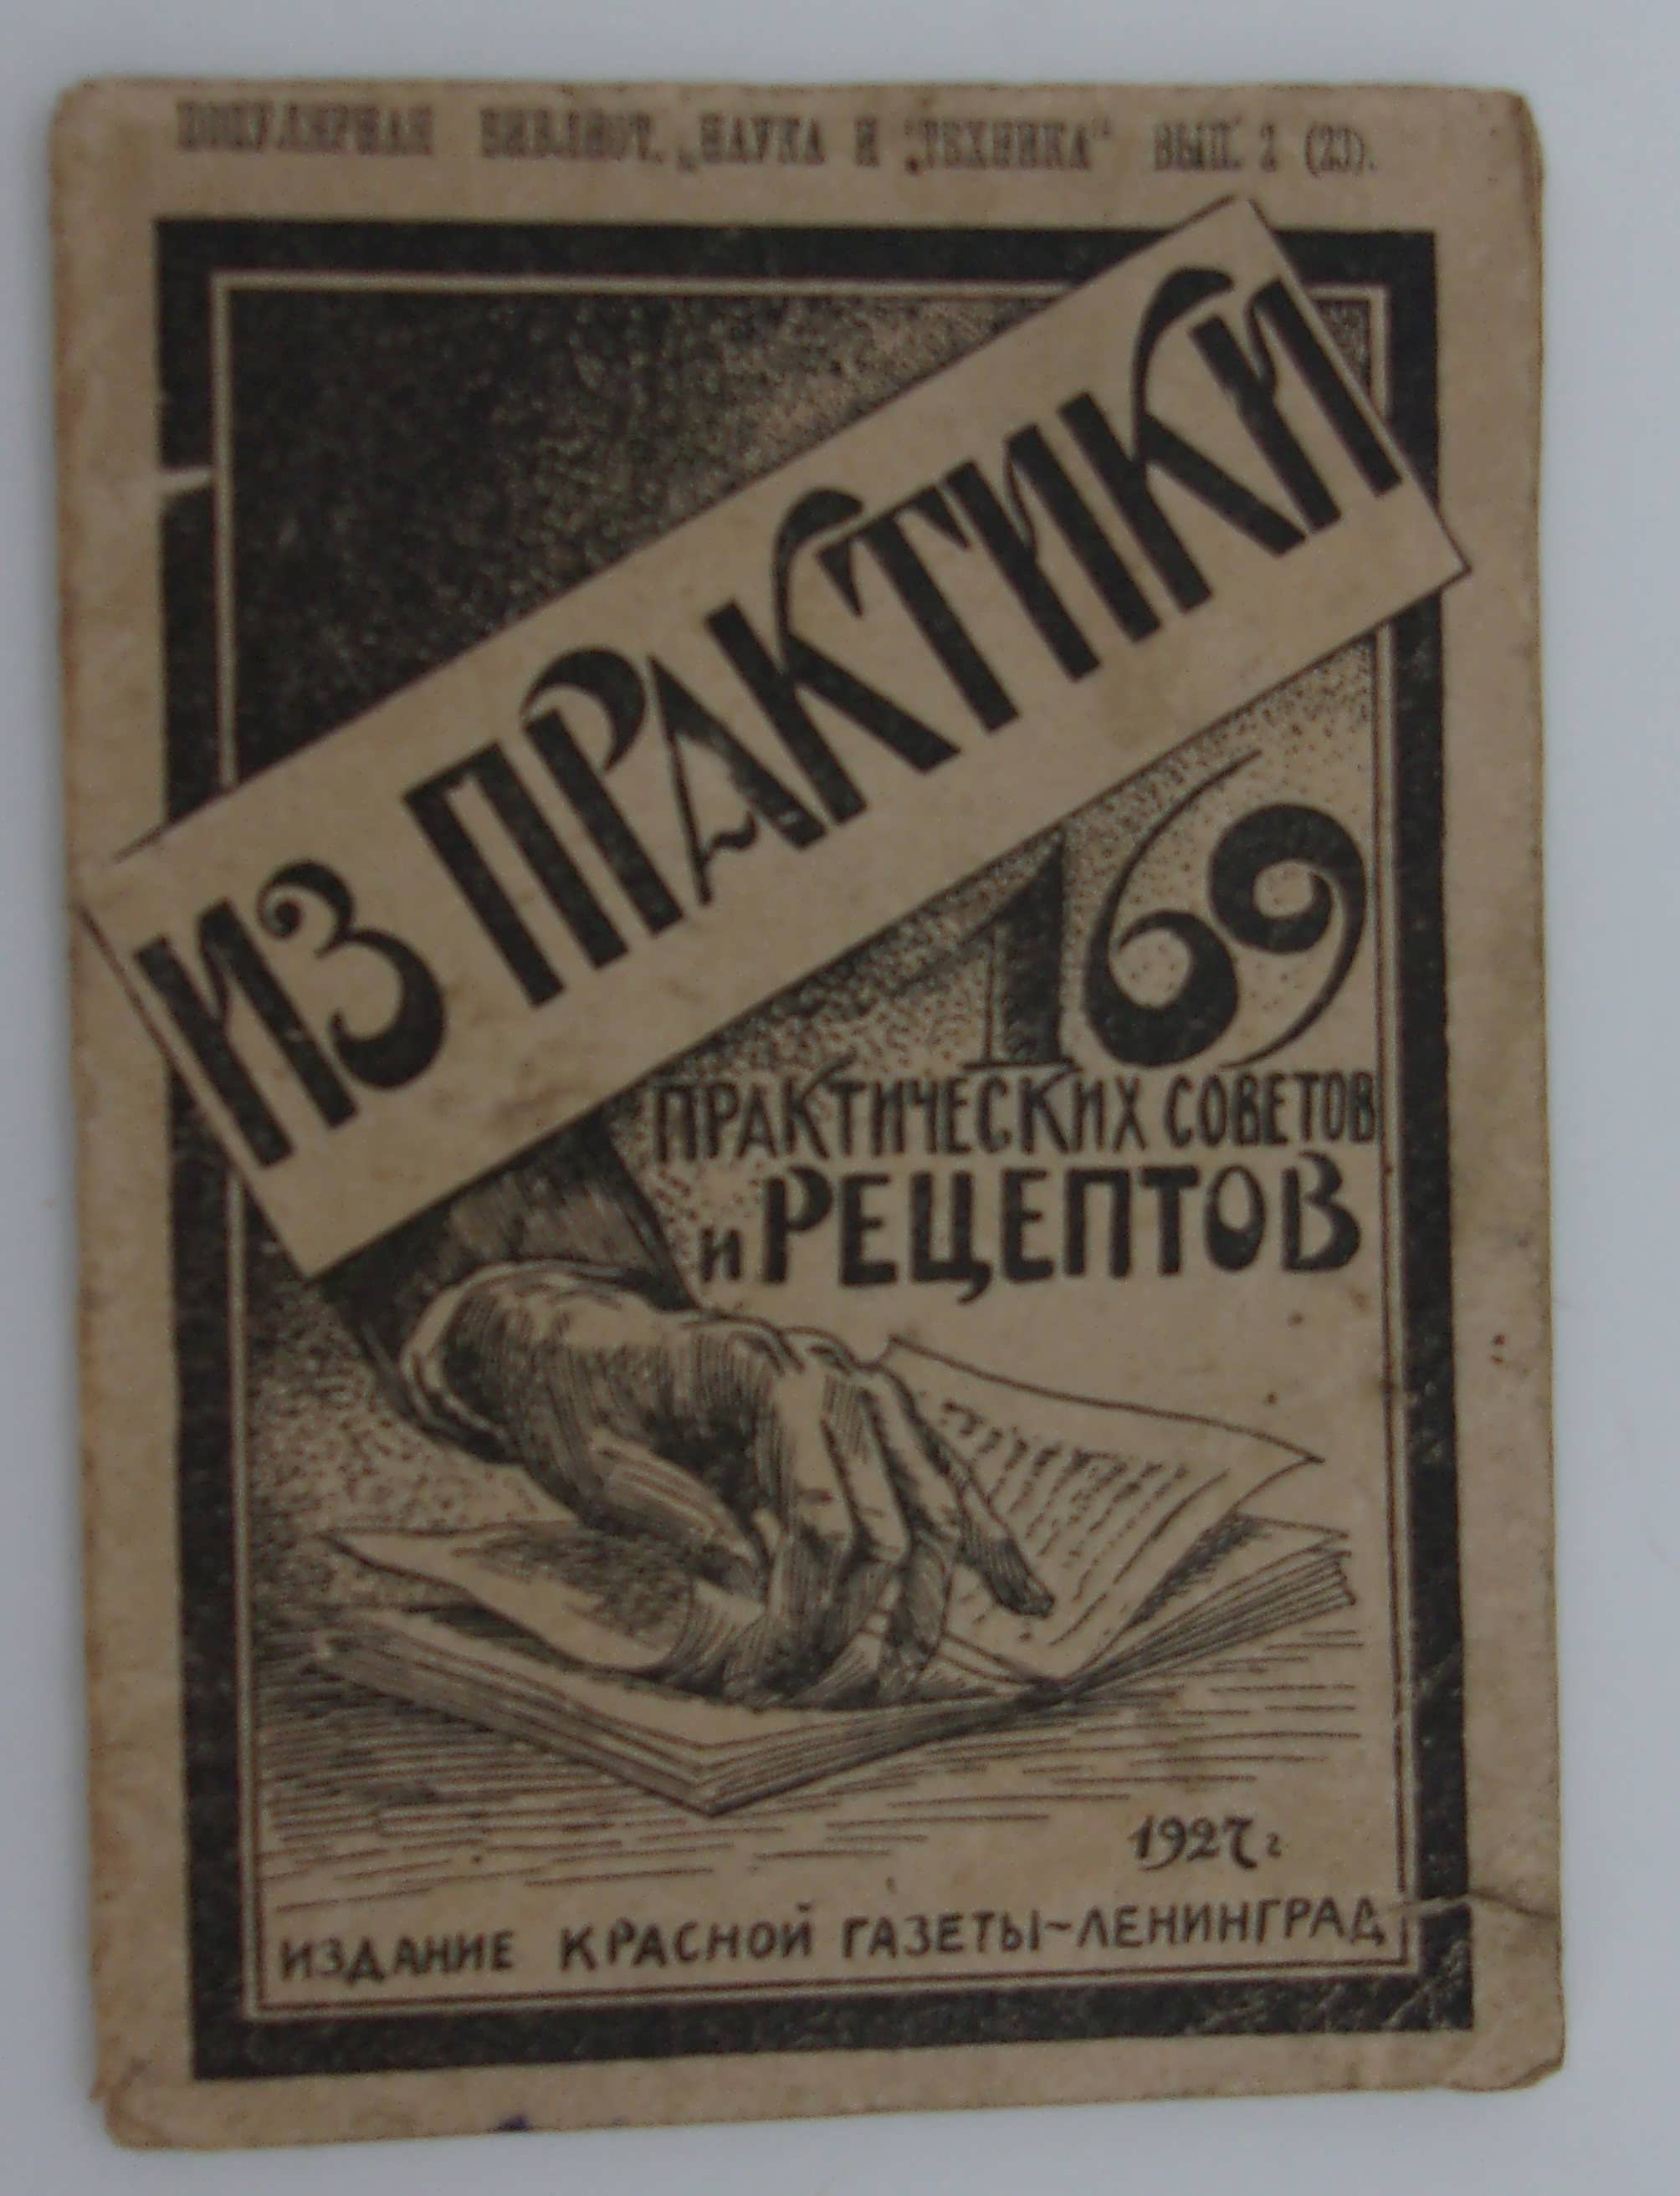 ПОПУЛЯРНАЯ БИБЛИОТ. „НАУКА И „ТЕХНИКА“ ВЫП. 2 (23).
ИЗ ПРАКТИКИ
169
ПРАКТИЧЕСКИХ СОВЕТОВ
и РЕЦЕПТОВ
1927 г
ИЗДАНИЕ КРАСНОЙ ГАЗЕТЫ-ЛЕНИНГРАД